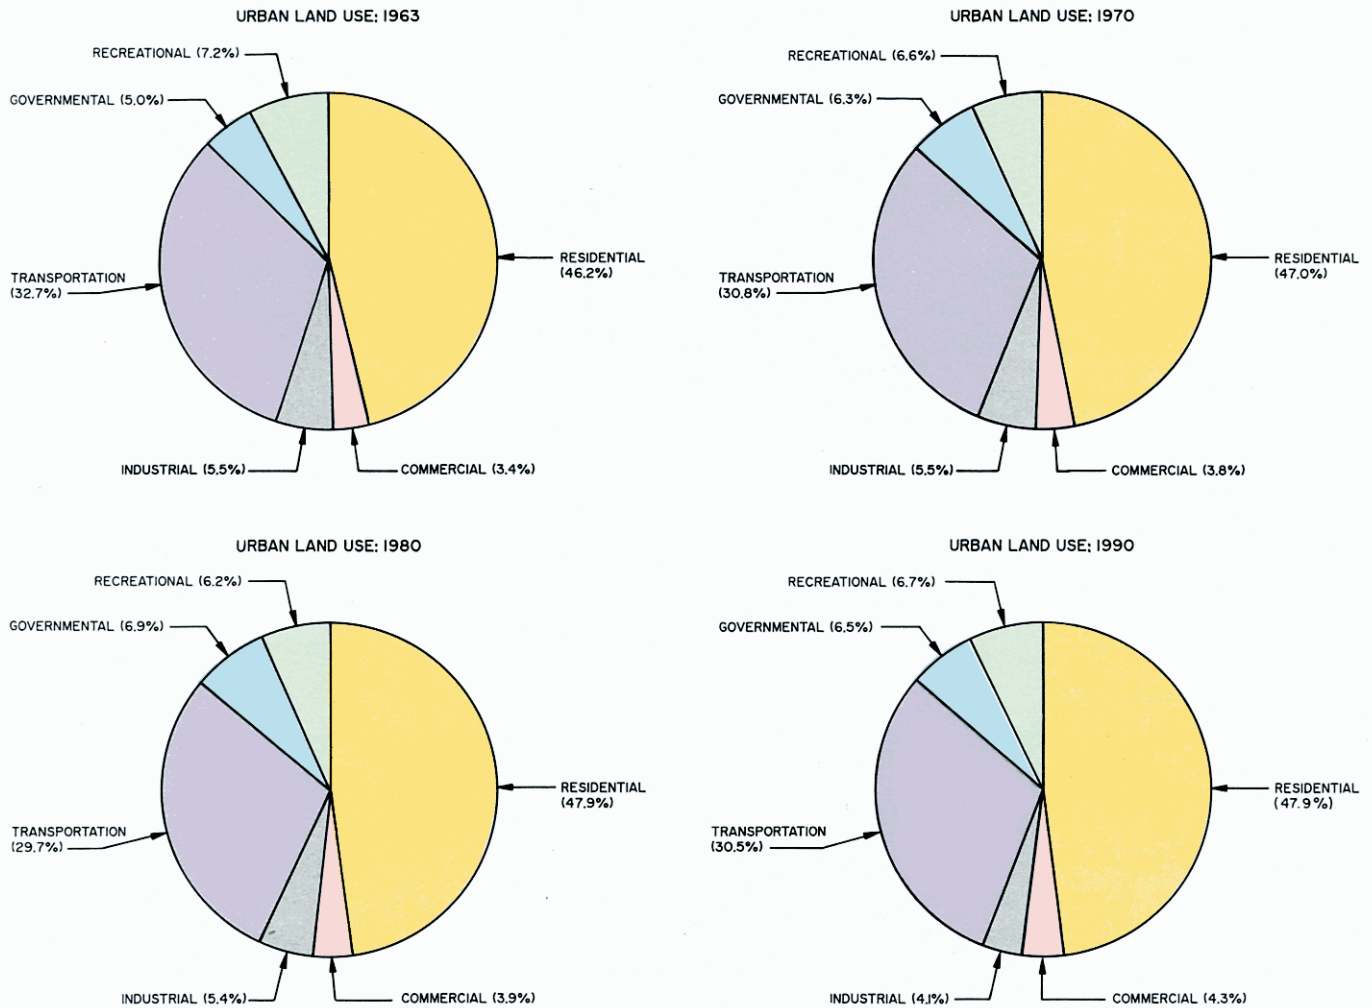 URBAN LAND USE: 1963
RECREATIONAL (7.2%)
GOVERNMENTAL (5.0%)
TRANSPORTATION
(32.7%)
RESIDENTIAL
(46.2%)
INDUSTRIAL (5.5%)
COMMERCIAL (3.4%)
URBAN LAND USE: 1970
RECREATIONAL (6.6%)
GOVERNMENTAL (6.3%)
TRANSPORTATION
(30.8%)
RESIDENTIAL
(47.0%)
INDUSTRIAL (5.5%)
COMMERCIAL (3.8%)
URBAN LAND USE: 1980
RECREATIONAL (6.2%)
GOVERNMENTAL (6.9%)
TRANSPORTATION
(29.7%)
RESIDENTIAL
(47.9%)
INDUSTRIAL (5.4%)
COMMERCIAL (3.9%)
URBAN LAND USE: 1990
RECREATIONAL (6.7%)
GOVERNMENTAL (6.5%)
TRANSPORTATION
(30.5%)
RESIDENTIAL
(47.9%)
INDUSTRIAL (4.1%)
COMMERCIAL (4.3%)